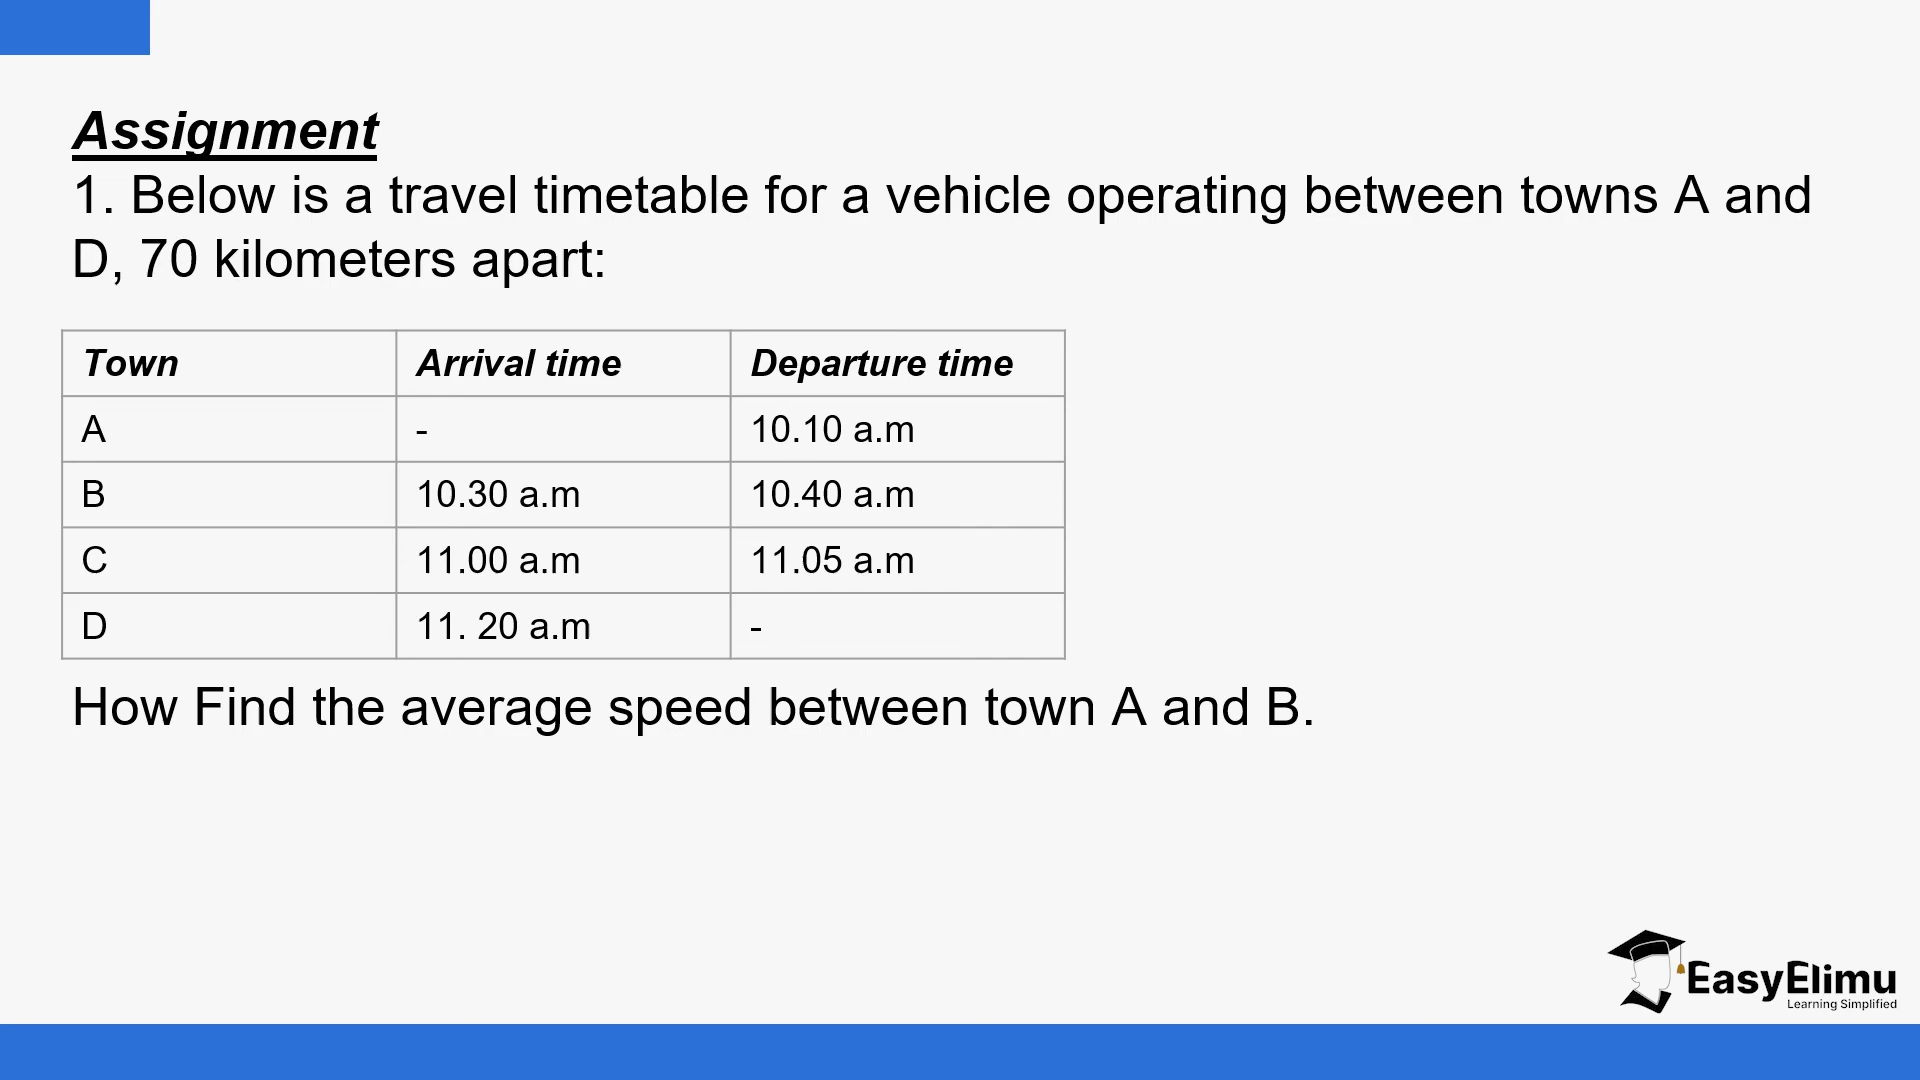 Assignment
1. Below is a travel timetable for a vehicle operating between towns A and
D, 70 kilometers apart:
Town Arrival time Departure time
A - 10.10 a.m
B 10.30 a.m 10.40 a.m
C 11.00 a.m 11.05 a.m
D 11. 20 a.m -
How Find the average speed between town A and B.
EasyElimu
Learning Simplified